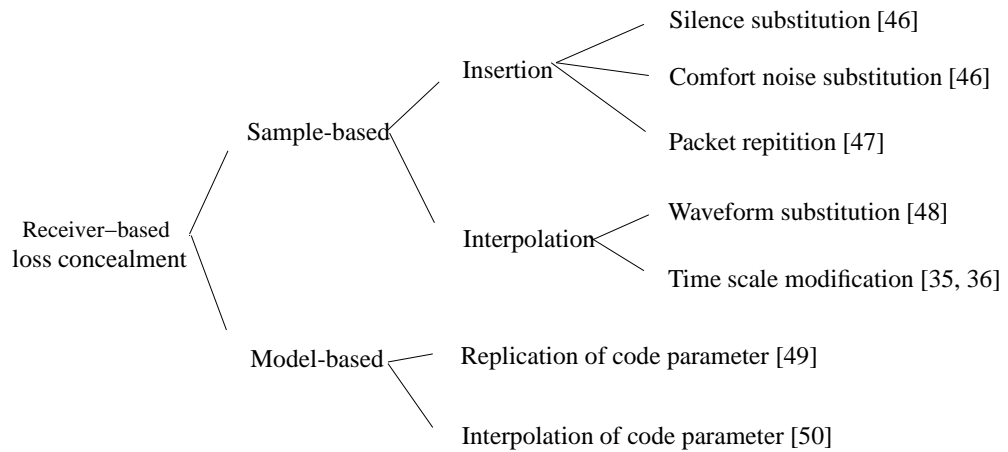 Silence substitution [46]
Insertion
Comfort noise substitution [46]
Sample-based
Packet repitition [47]
Waveform substitution [48]
Receiver−based
loss concealment
Interpolation
Time scale modification [35, 36]
Model-based
Replication of code parameter [49]
Interpolation of code parameter [50]